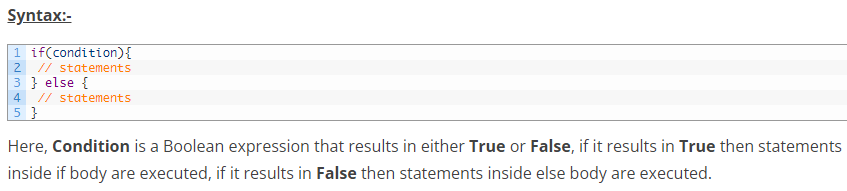 Syntax:-
1 if(condition){
2 // statements
3 } else {
4 // statements
5 }
Here, Condition is a Boolean expression that results in either True or False, if it results in True then statements
inside if body are executed, if it results in False then statements inside else body are executed.